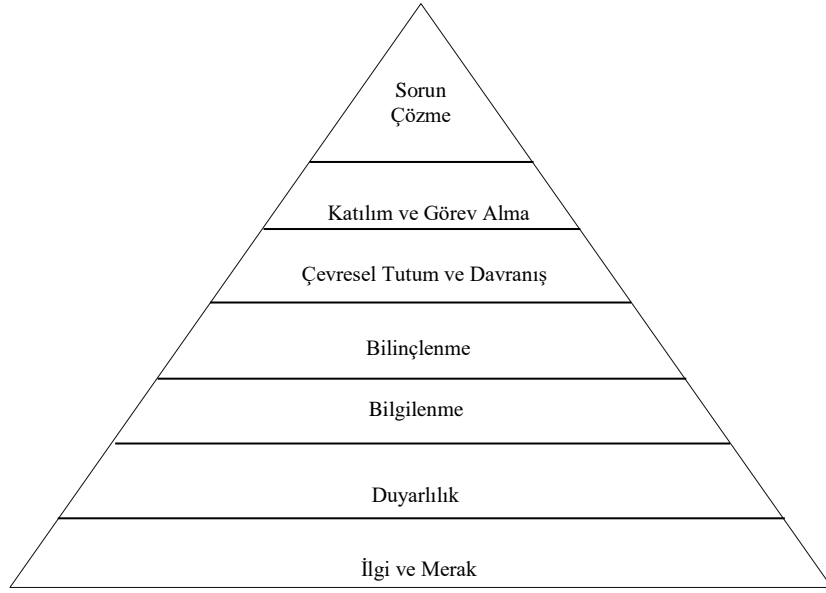 Sorun
Çözme
Katılım ve Görev Alma
Çevresel Tutum ve Davranış
Bilinçlenme
Bilgilenme
Duyarlılık
İlgi ve Merak